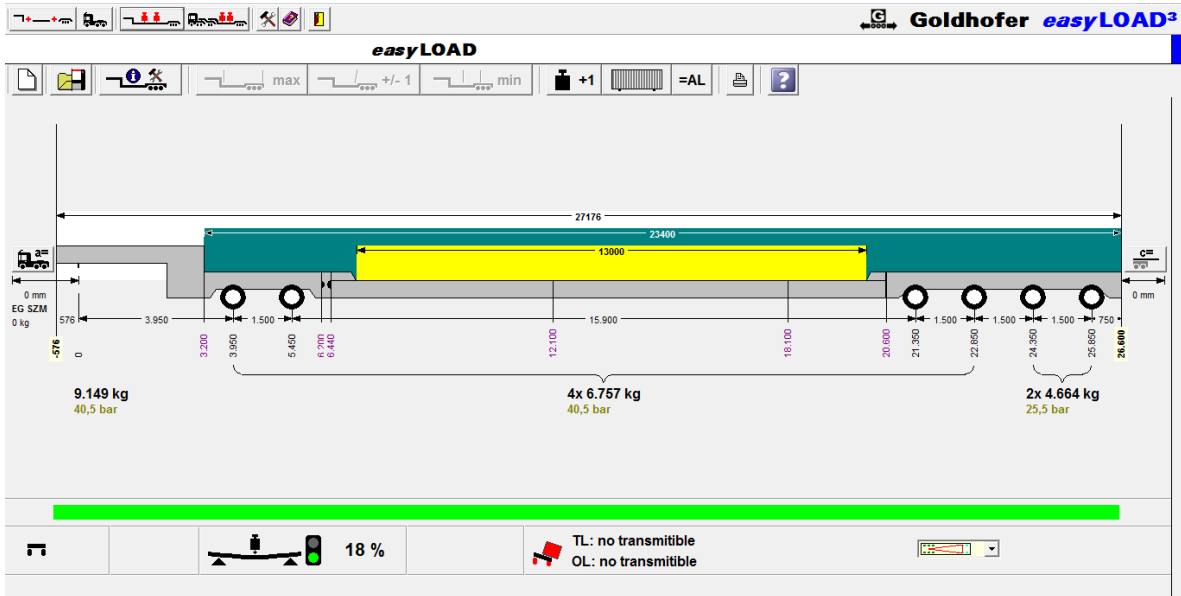 Goldhofer easyLOAD³
easyLOAD
max
+/- 1
min
+1
=AL
?
27176
23400
13000
a=
c=
0 mm
EG SZM
0 kg
0 mm
576
3.950
1.500
15.900
1.500
1.500
1.500
750
-576
0
3.200
3.950
5.450
6.200
6.440
12.100
18.100
20.600
21.350
22.850
24.350
25.850
26.600
9.149 kg
40,5 bar
4x 6.757 kg
40,5 bar
2x 4.664 kg
25,5 bar
18 %
TL: no transmitible
OL: no transmitible